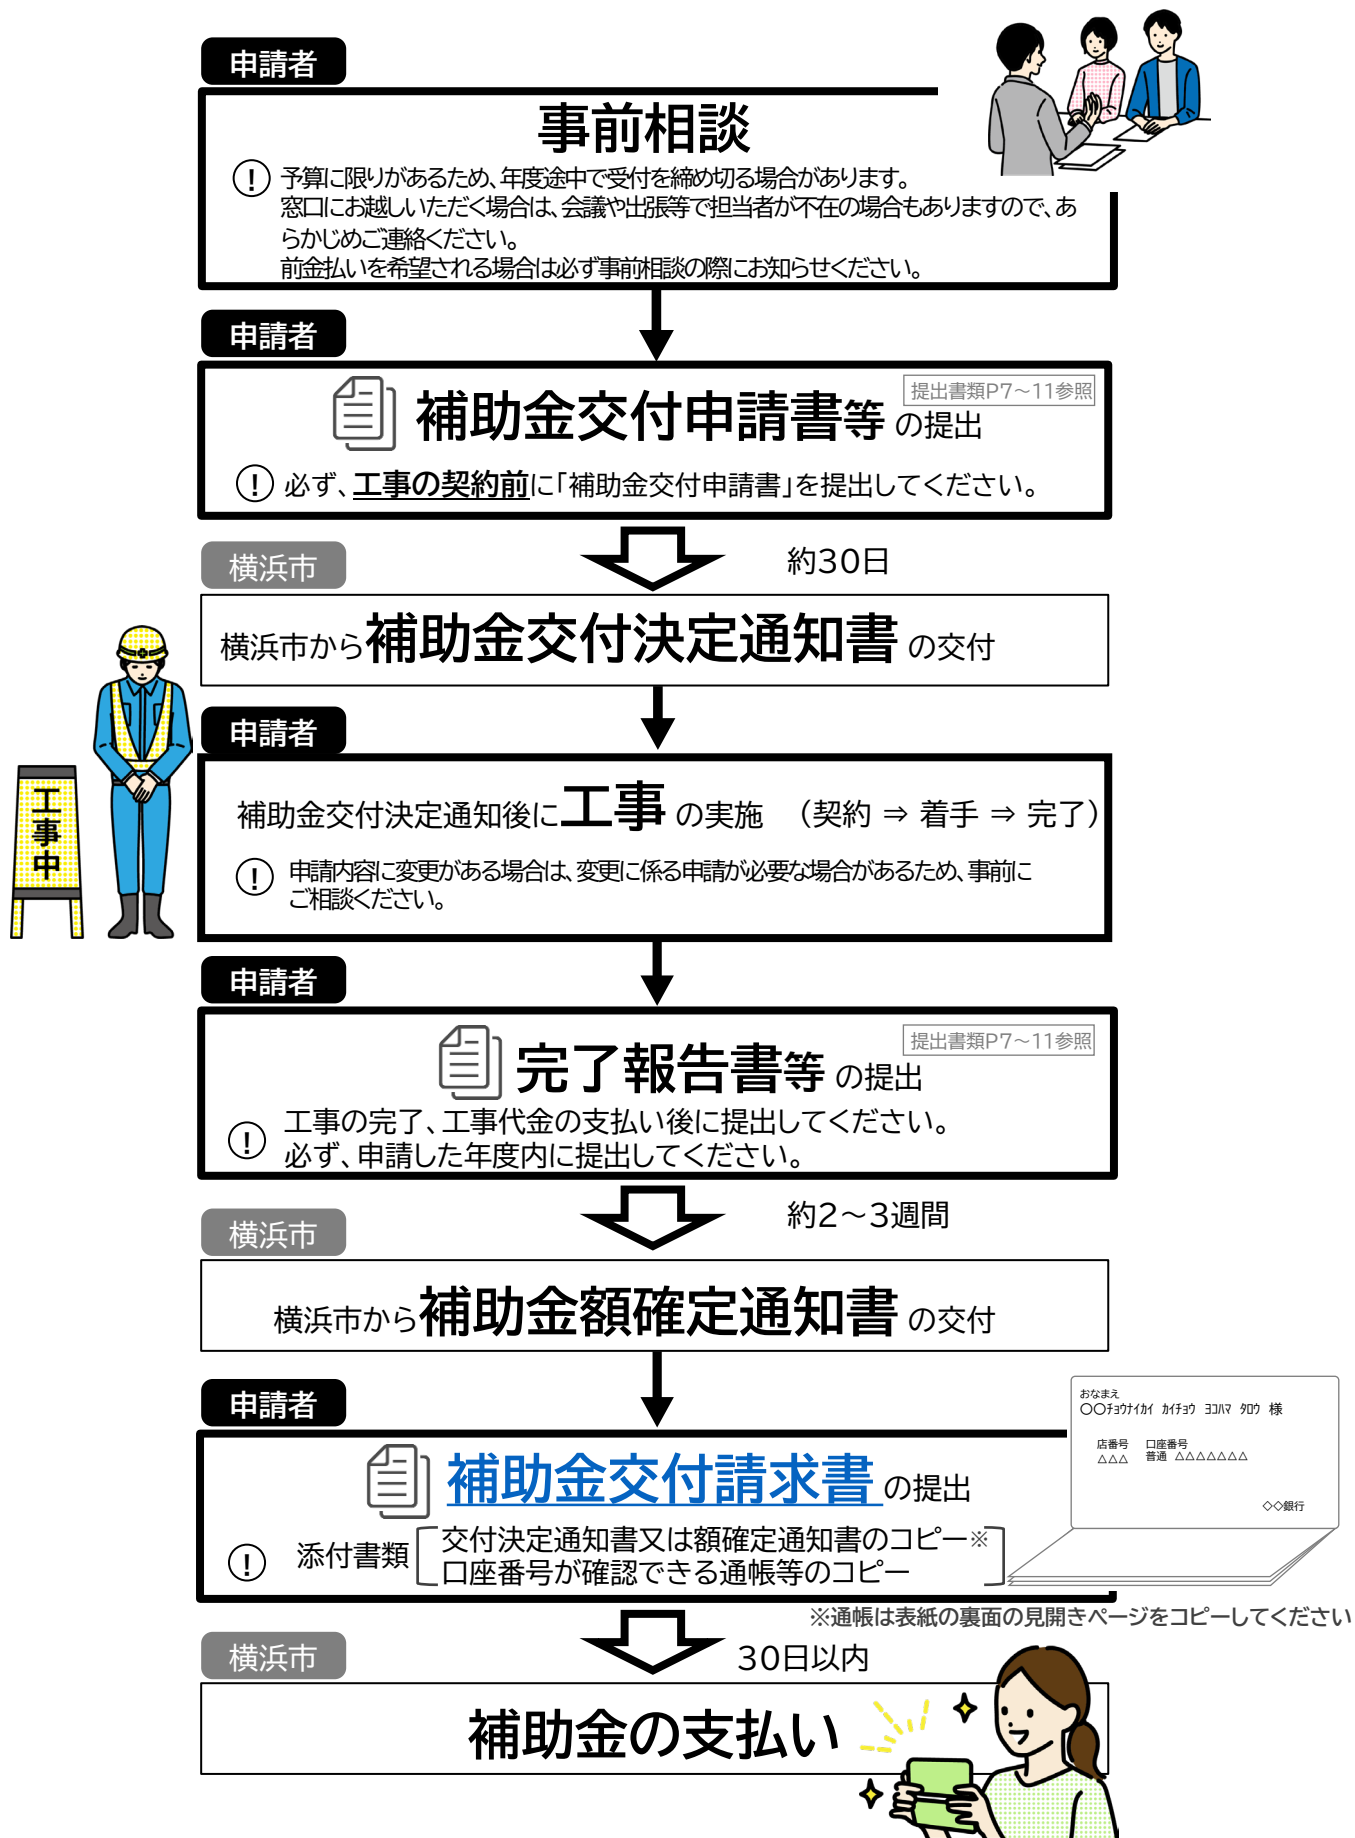 申請者
事前相談
! 予算に限りがあるため、年度途中で受付を締め切る場合があります。
窓口にお越しいただく場合は、会議や出張等で担当者が不在の場合もありますので、あ
らかじめご連絡ください。
前金払いを希望される場合は必ず事前相談の際にお知らせください。
申請者
提出書類P7～11参照
補助金交付申請書等 の提出
! 必ず、工事の契約前に「補助金交付申請書」を提出してください。
横浜市
約30日
横浜市から補助金交付決定通知書 の交付
工事中
申請者
補助金交付決定通知後に工事 の実施 （契約 ⇒ 着手 ⇒ 完了）
! 申請内容に変更がある場合は、変更に係る申請が必要な場合があるため、事前に
ご相談ください。
申請者
提出書類P7～11参照
完了報告書等 の提出
! 工事の完了、工事代金の支払い後に提出してください。
必ず、申請した年度内に提出してください。
横浜市
約2～3週間
横浜市から補助金額確定通知書 の交付
申請者
補助金交付請求書 の提出
! 添付書類
交付決定通知書又は額確定通知書のコピー※
口座番号が確認できる通帳等のコピー
おなまえ
〇〇ﾁｮｳﾅｲｶｲ ｶｲﾁｮｳ ﾖｺﾊﾏ ﾀﾛｳ 様
店番号 口座番号
△△△ 普通 △△△△△△△
◇◇銀行
※通帳は表紙の裏面の見開きページをコピーしてください
横浜市
30日以内
補助金の支払い